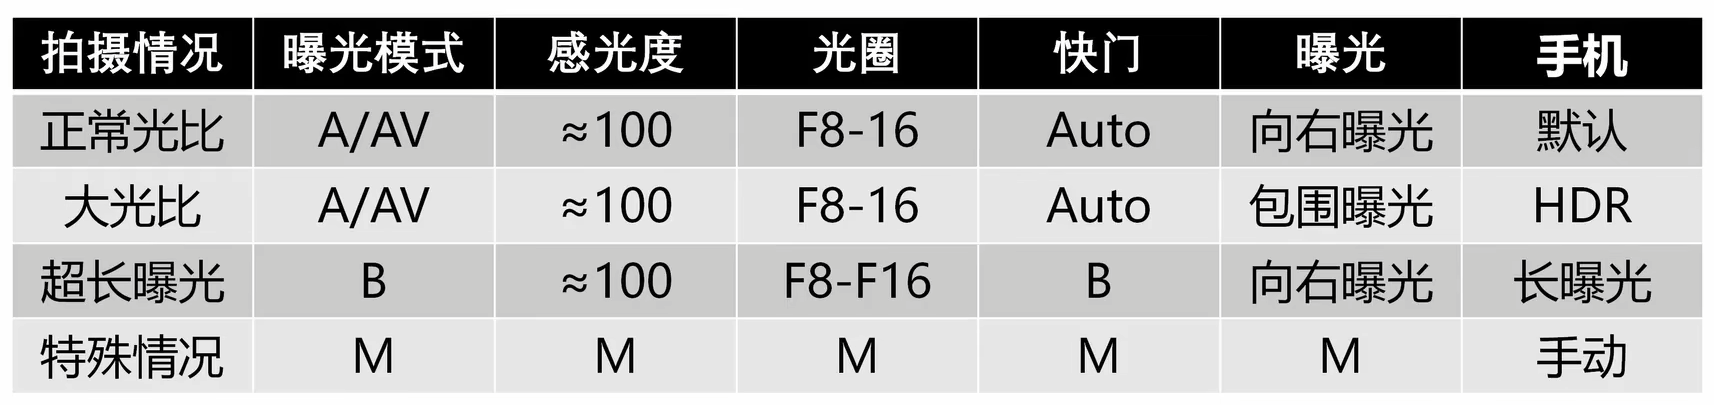 拍摄情况 曝光模式 感光度 光圈 快门 曝光 手机
正常光比 A/AV ≈100 F8-16 Auto 向右曝光 默认
大光比 A/AV ≈100 F8-16 Auto 包围曝光 HDR
超长曝光 B ≈100 F8-F16 B 向右曝光 长曝光
特殊情况 M M M M M 手动